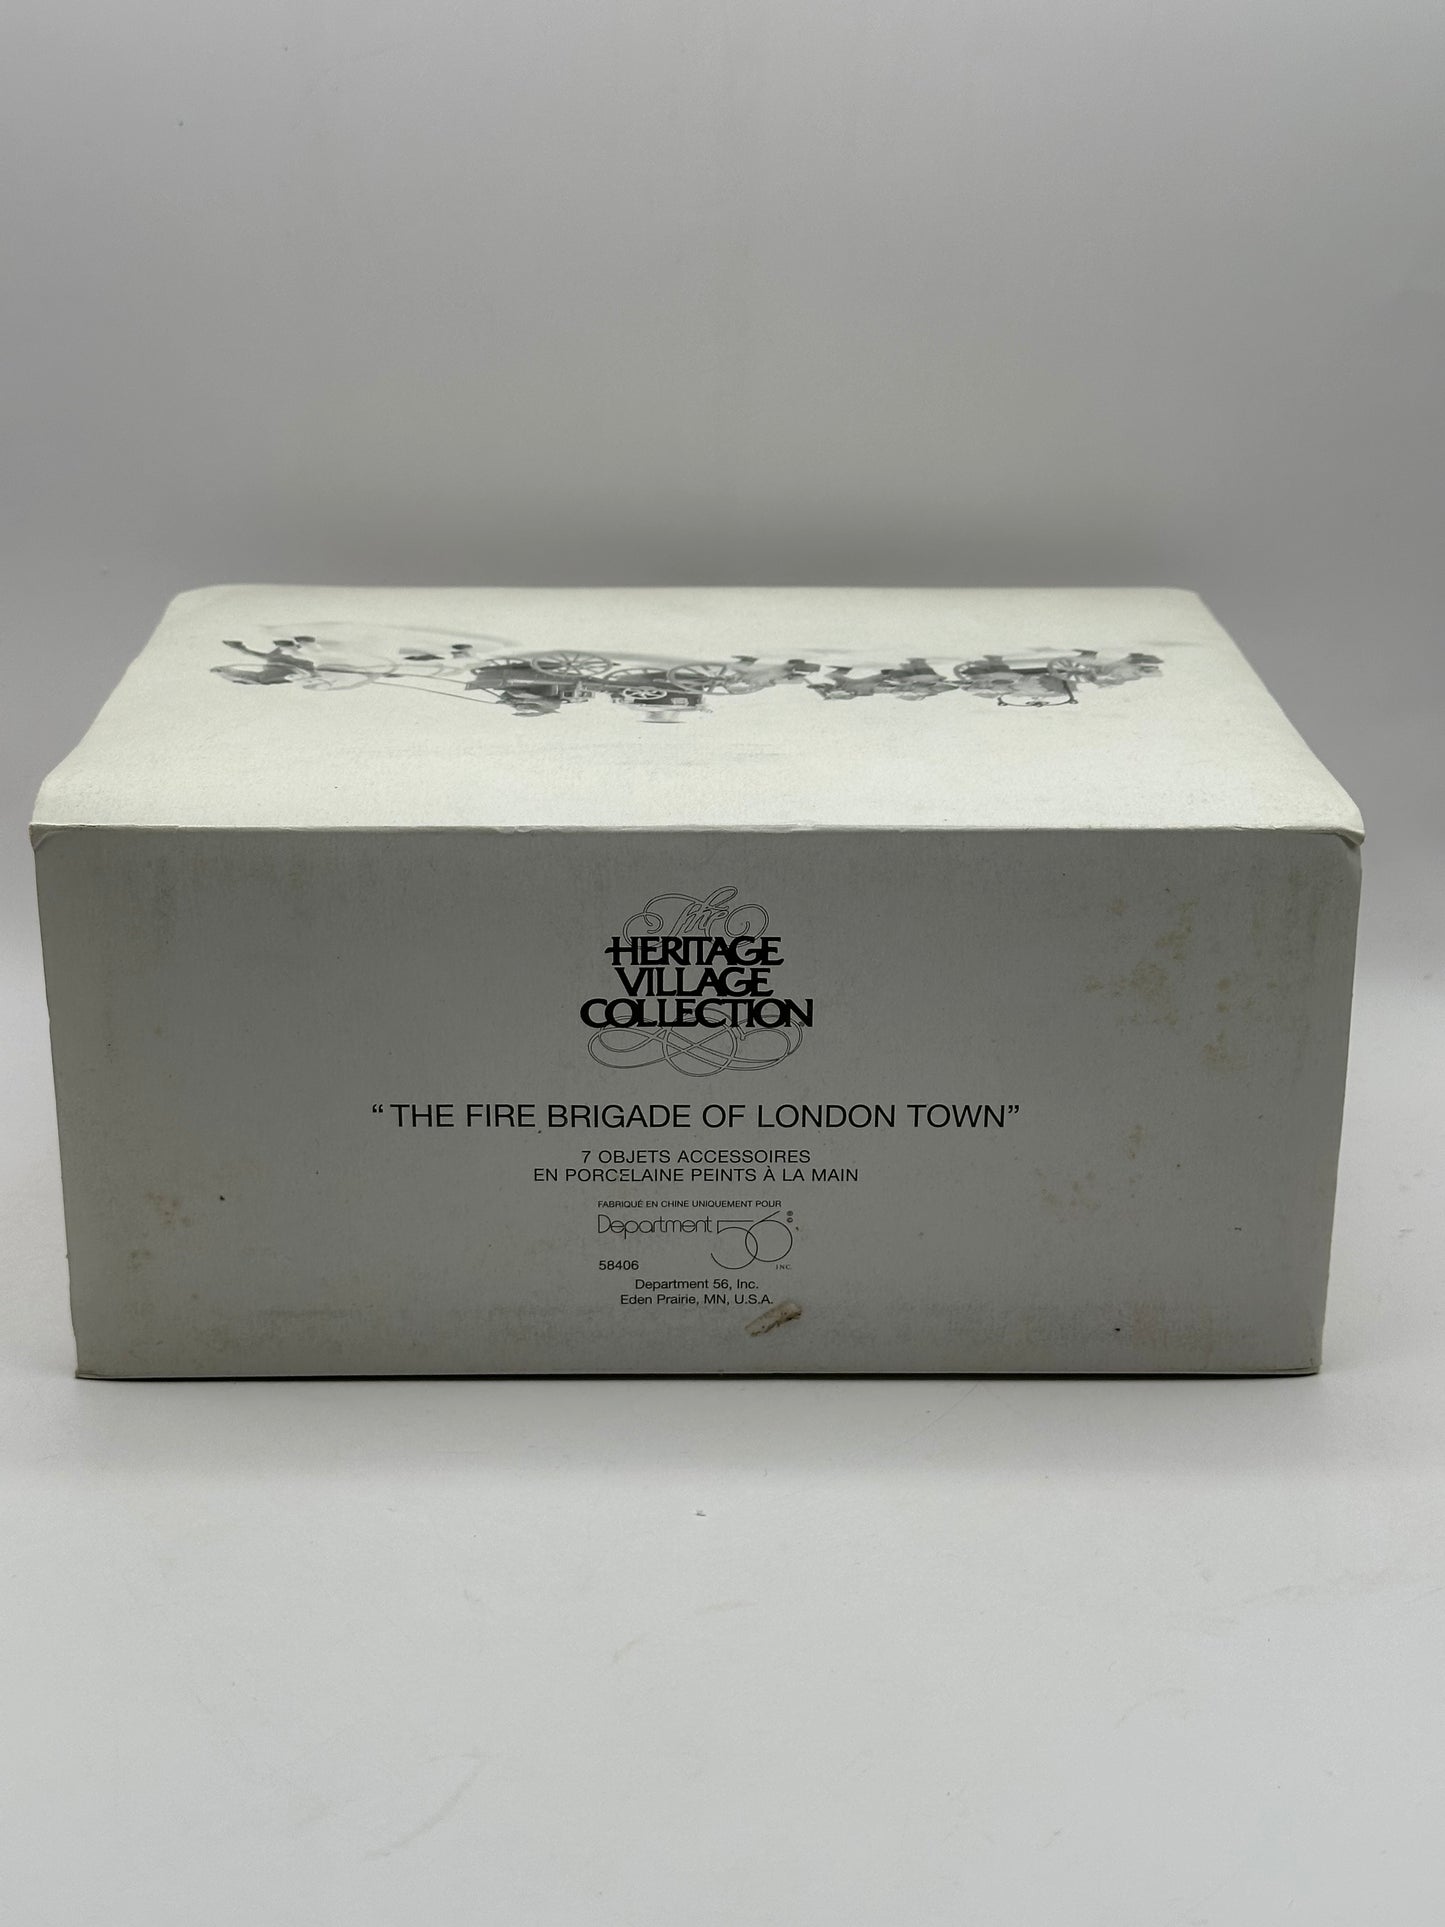 The
HERITAGE
VILLAGE
COLLECTION
“THE FIRE BRIGADE OF LONDON TOWN”
7 OBJETS ACCESSOIRES
EN PORCELAINE PEINTS À LA MAIN
FABRIQUÉ EN CHINE UNIQUEMENT POUR
Department 56
INC.
58406
Department 56, Inc.
Eden Prairie, MN, U.S.A.